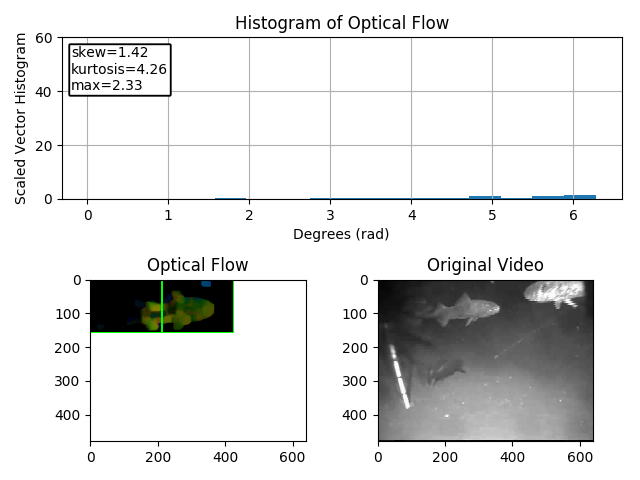 Histogram of Optical Flow
Scaled Vector Histogram
60
40
20
0
skew=1.42
kurtosis=4.26
max=2.33
0 1 2 3 4 5 6
Degrees (rad)
Optical Flow
0
100
200
300
400
0 200 400 600
Original Video
0
100
200
300
400
0 200 400 600